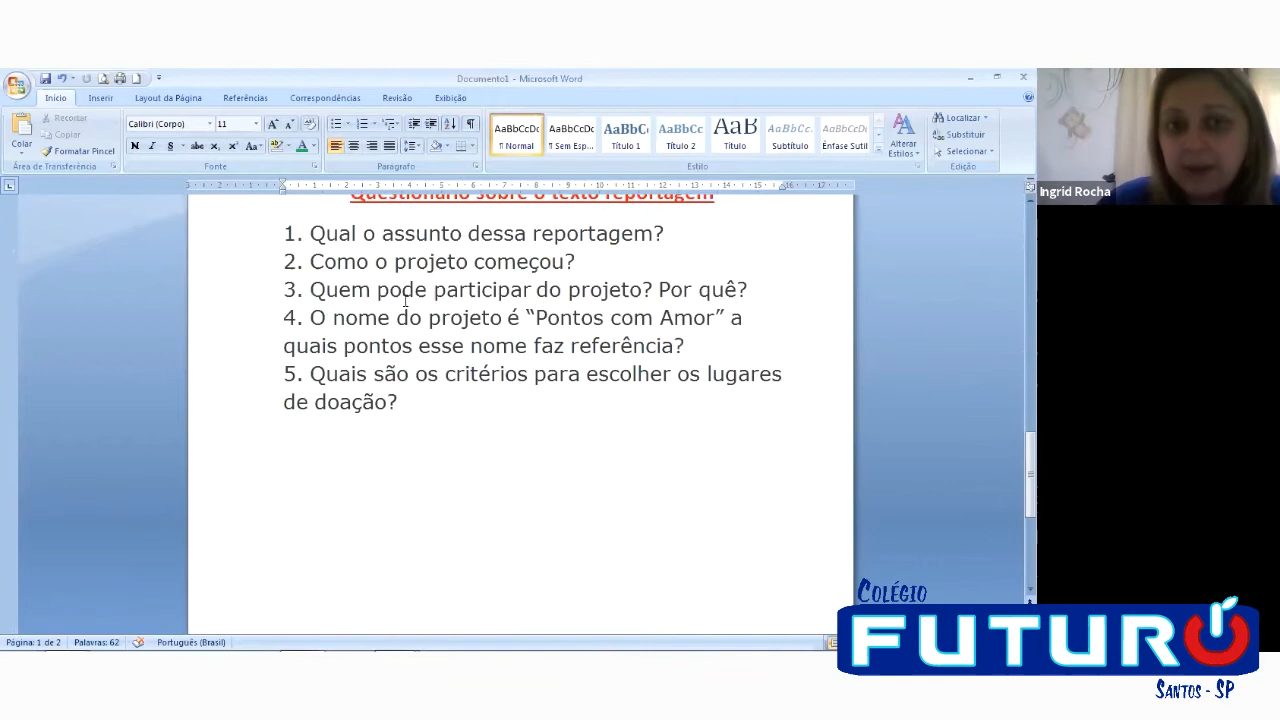 Documento1 - Microsoft Word
Início Inserir Layout da Página Referências Correspondências Revisão Exibição
Colar
Recortar
Copiar
Formatar Pincel
Área de Transferência
Calibri (Corpo) 11
Fonte
Parágrafo
AaBbCcDc AaBbCcDc AaBbC AaBbCc AaB AaBbCc. AaBbCcDc
¶ Normal ¶ Sem Esp... Título 1 Título 2 Título Subtítulo Ênfase Sutil
Alterar Estilos
Estilo
Localizar
Substituir
Selecionar
Edição
Ingrid Rocha
Questionário sobre o texto reportagem
1. Qual o assunto dessa reportagem?
2. Como o projeto começou?
3. Quem pode participar do projeto? Por quê?
4. O nome do projeto é “Pontos com Amor” a
quais pontos esse nome faz referência?
5. Quais são os critérios para escolher os lugares
de doação?
Página: 1 de 2 Palavras: 62 Português (Brasil)
COLÉGIO
FUTURO
SANTOS - SP